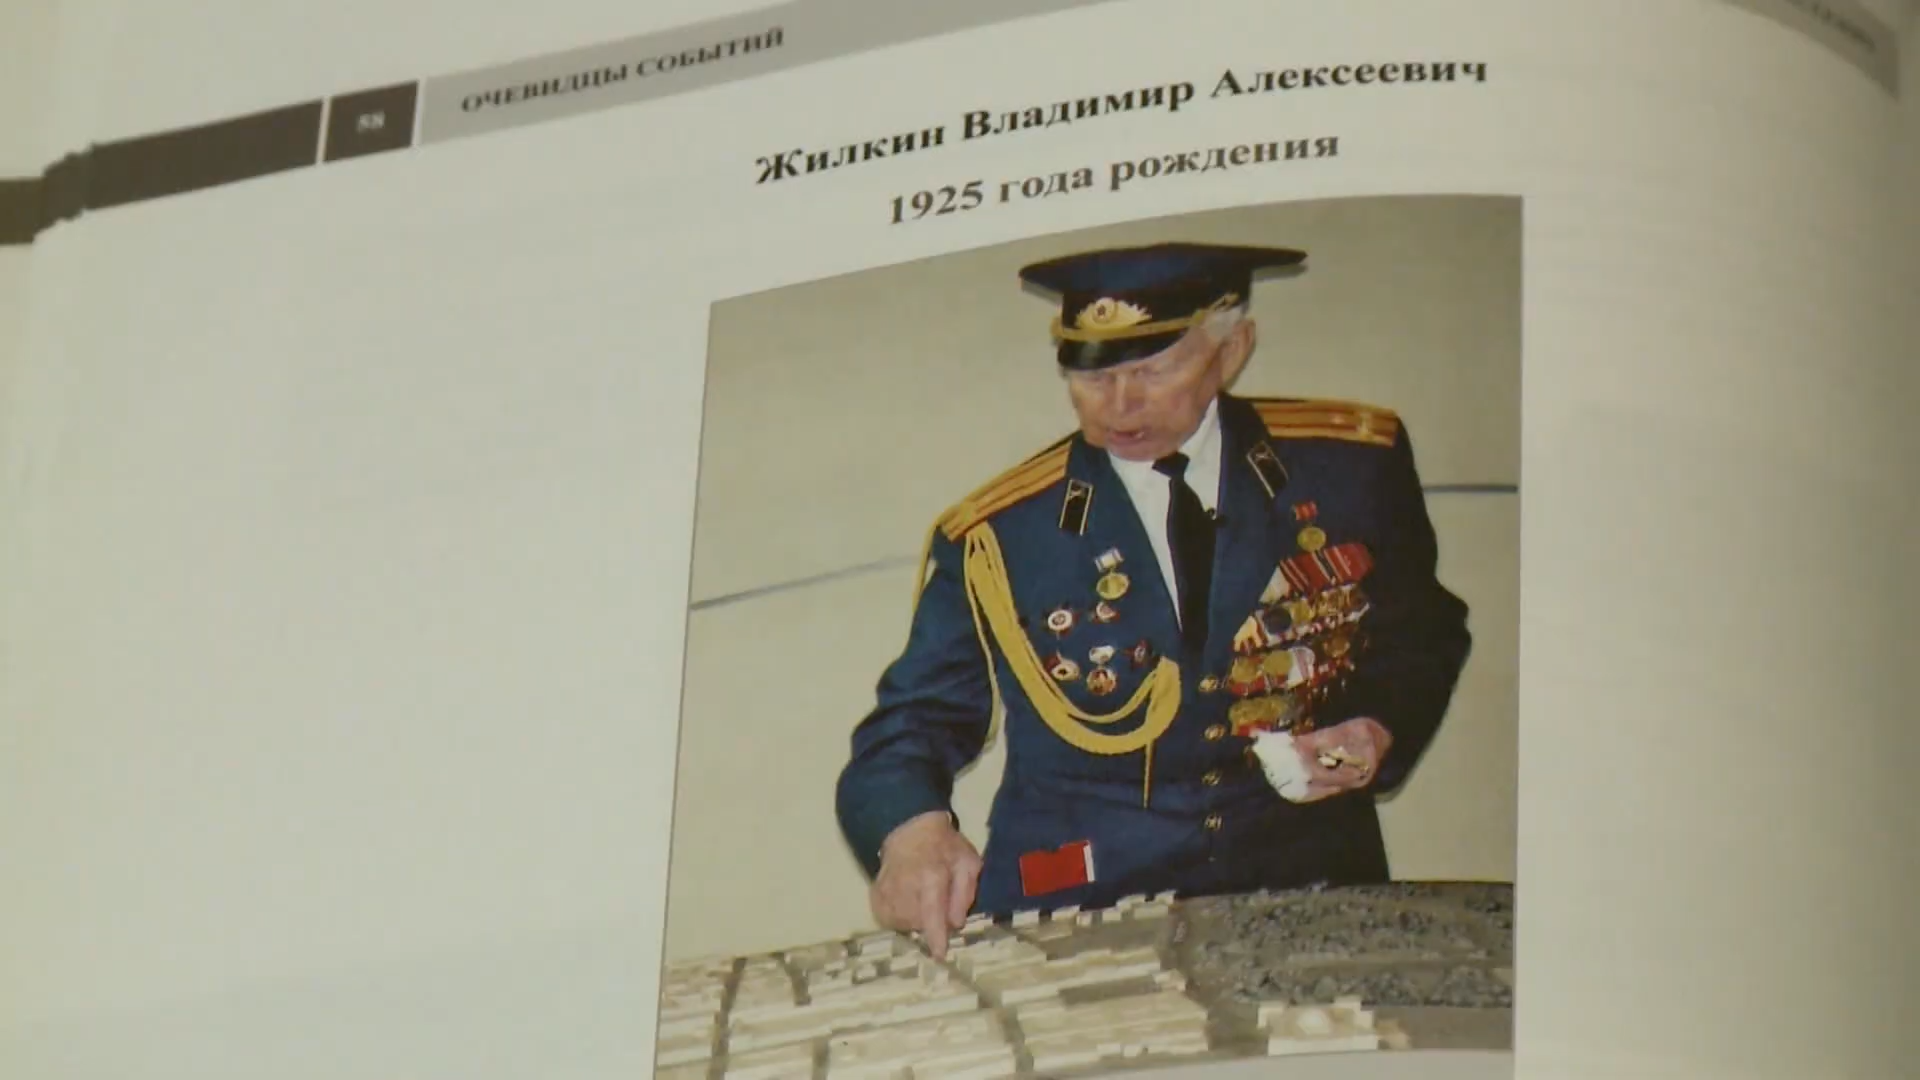 58
ОЧЕВИДЦЫ СОБЫТИЙ
Жилкин Владимир Алексеевич
1925 года рождения